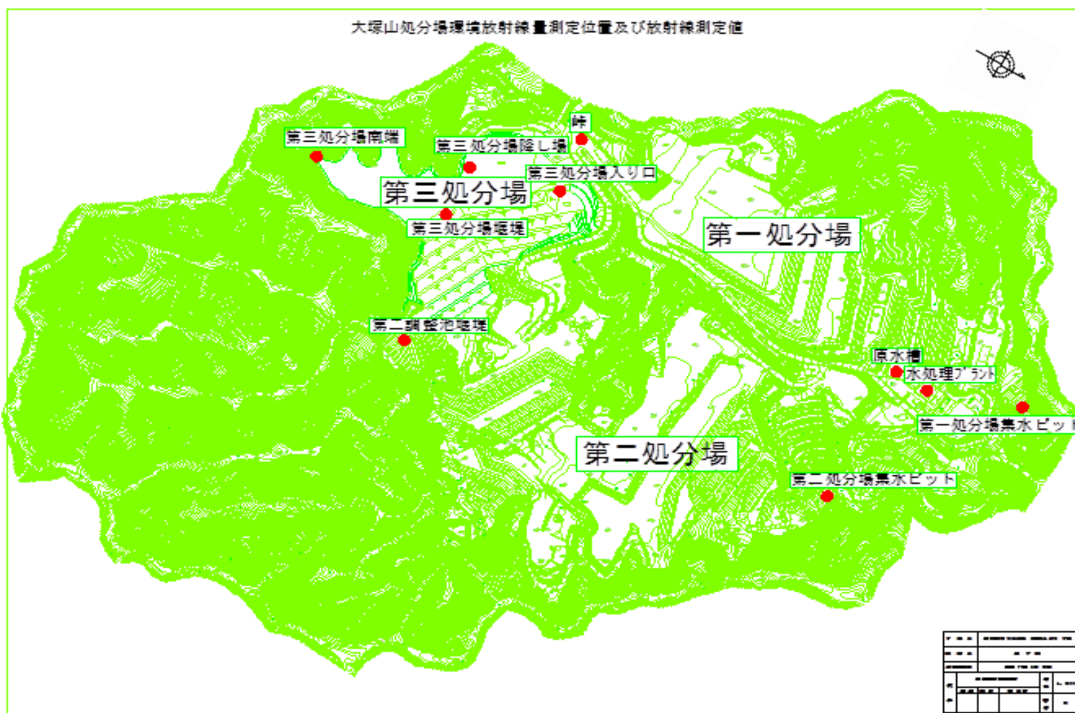 大塚山処分場環境放射線量測定位置及び放射線測定値
峠
第三処分場南端
第三処分場降し場
第三処分場入り口
第三処分場
第三処分場堰堤
第一処分場
第二調整池堰堤
原水槽
水処理プラント
第一処分場集水ピット
第二処分場
第二処分場集水ピット